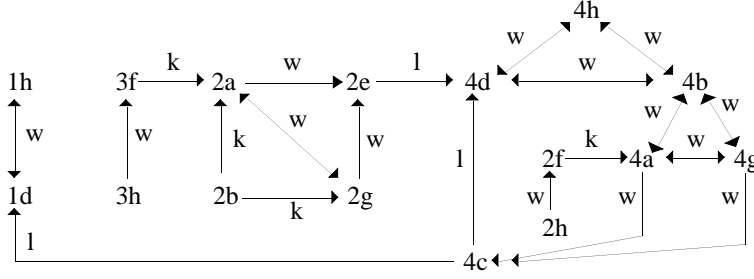 4h
w w
k w l w
1h 3f 2a 2e 4d 4b
w w k w w w w
k w
2f 4a 4g
1d 3h 2b 2g l w w w
k 2h
l 4c